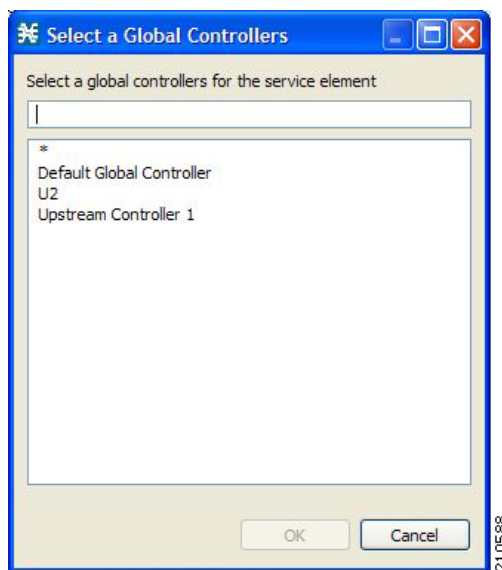 Select a Global Controllers
Select a global controllers for the service element
*
Default Global Controller
U2
Upstream Controller 1
OK
Cancel
210588